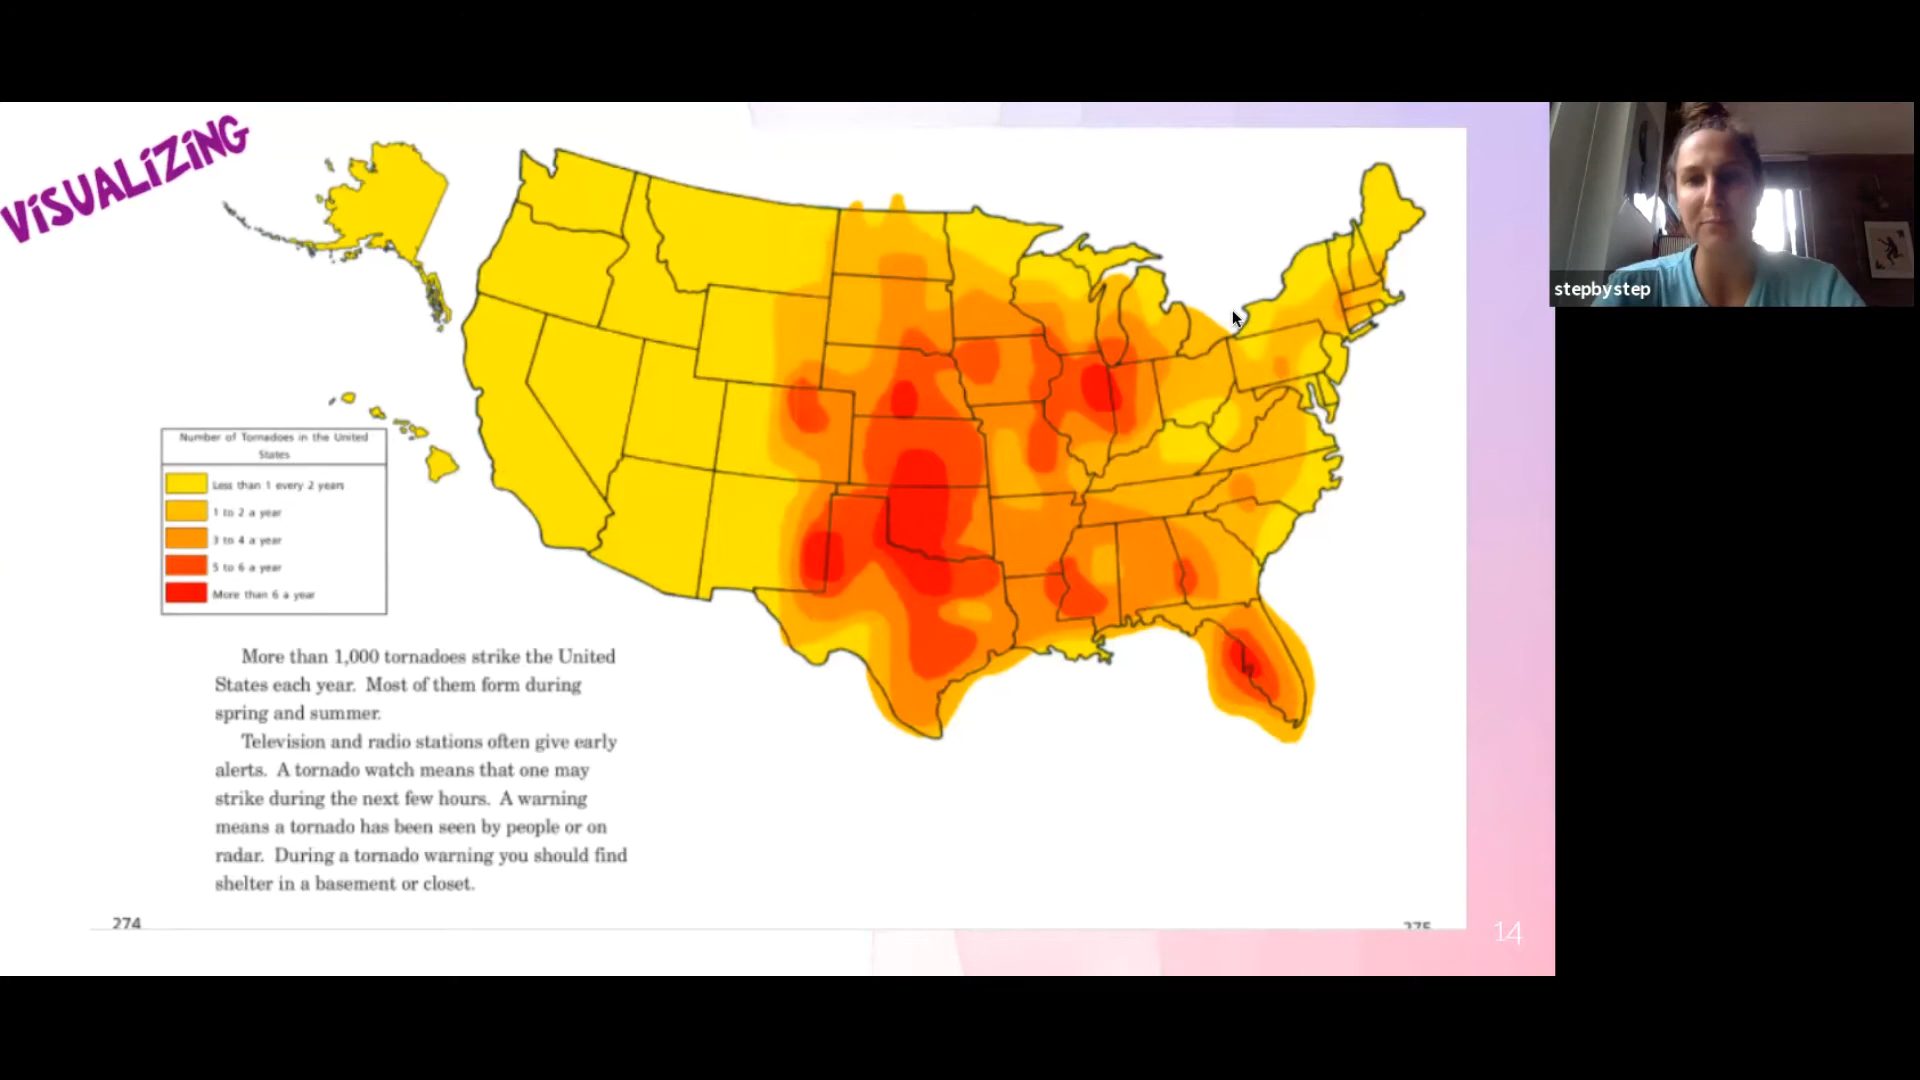 VISUALIZING
Number of Tornadoes in the United
States
Less than 1 every 2 years
1 to 2 a year
3 to 4 a year
5 to 6 a year
More than 6 a year
More than 1,000 tornadoes strike the United
States each year. Most of them form during
spring and summer.
Television and radio stations often give early
alerts. A tornado watch means that one may
strike during the next few hours. A warning
means a tornado has been seen by people or on
radar. During a tornado warning you should find
shelter in a basement or closet.
274
275
14
stepbystep